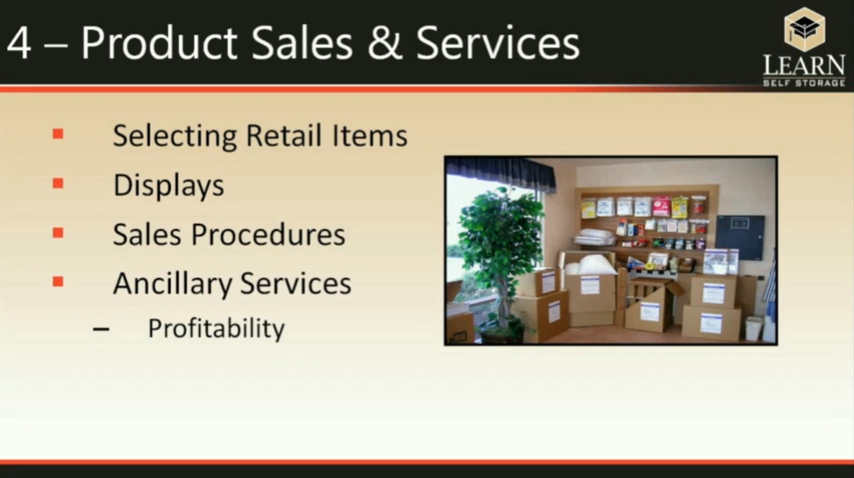 4 – Product Sales & Services
LEARN
SELF STORAGE
▪ Selecting Retail Items
▪ Displays
▪ Sales Procedures
▪ Ancillary Services
– Profitability